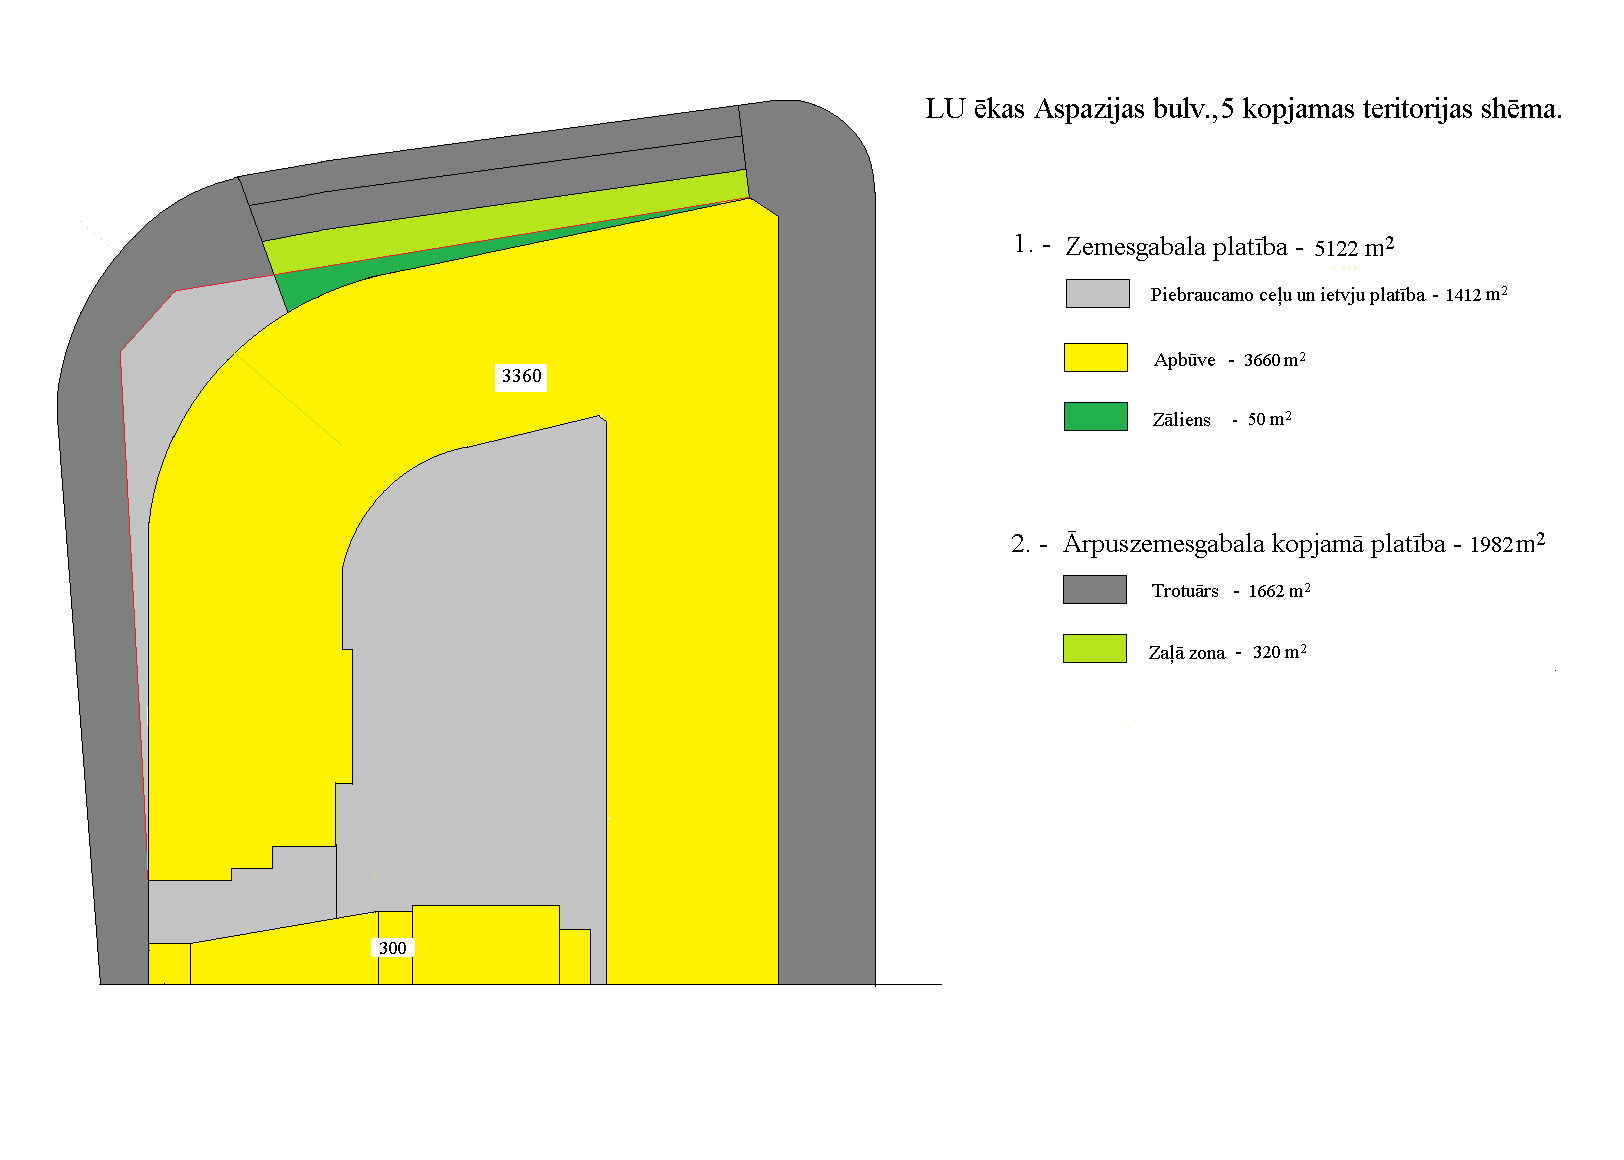 LU ēkas Aspazijas bulv.,5 kopjamas teritorijas shēma.
1. - Zemesgabala platība - 5122 m²
Piebraucamo ceļu un ietvju platība - 1412 m²
Apbūve - 3660 m²
3360
Zāliens - 50 m²
2. - Ārpuszemesgabala kopjamā platība - 1982 m²
Trotuārs - 1662 m²
Zaļā zona - 320 m²
300